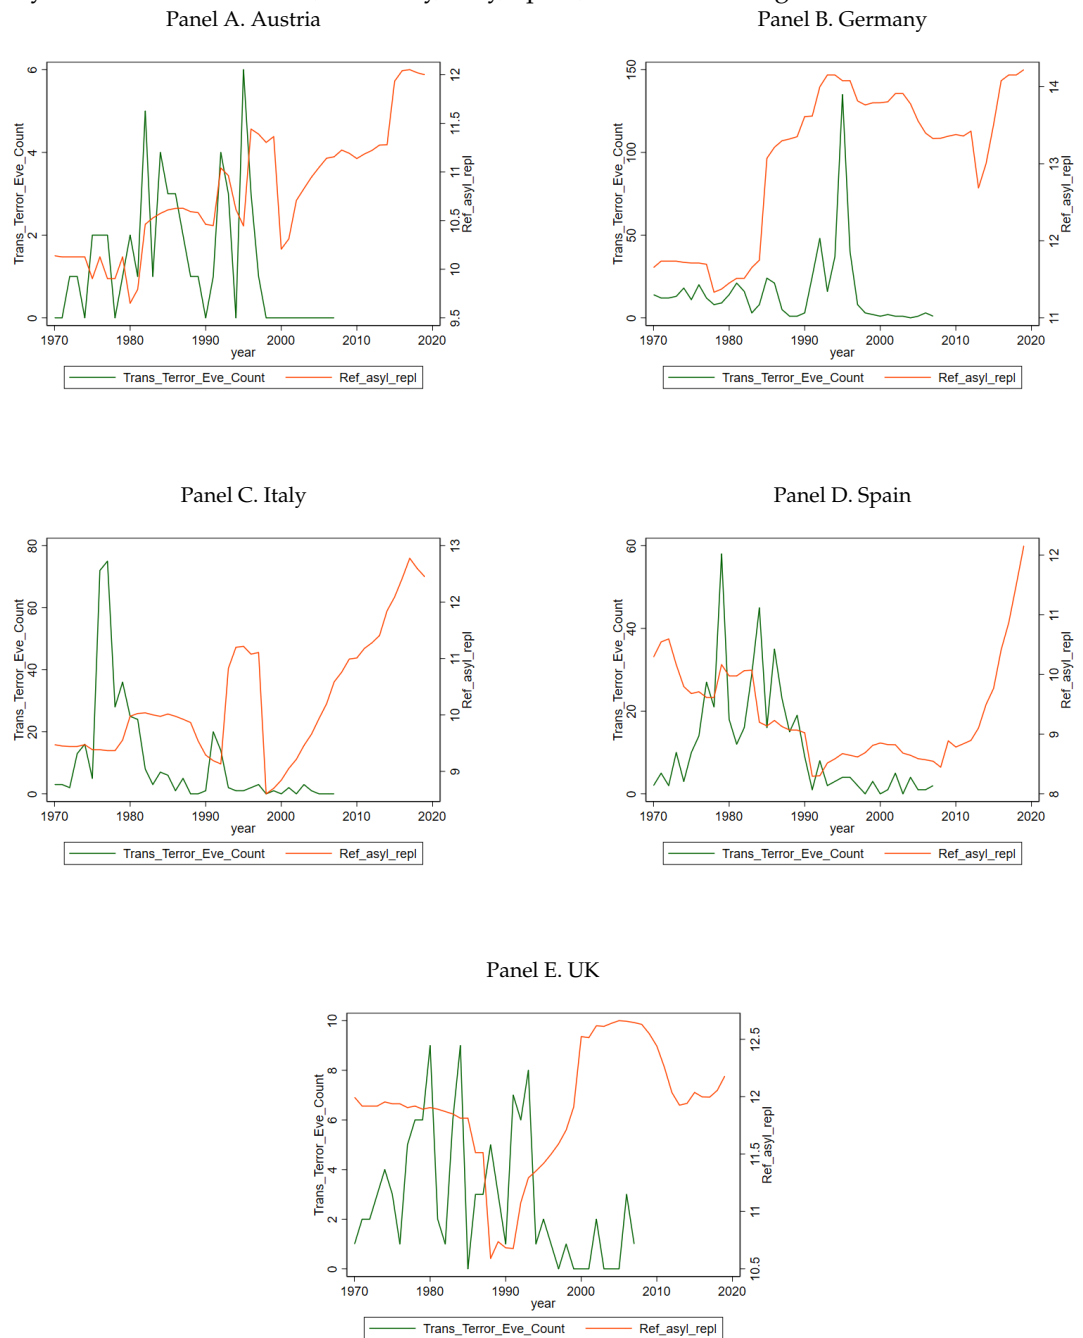 Panel A. Austria
Panel B. Germany
Trans_Terror_Eve_Count
0 2 4 6
9.5 10 10.5 11 11.5 12
Ref_asyl_repl
1970 1980 1990 2000 2010 2020
year
Trans_Terror_Eve_Count Ref_asyl_repl
Trans_Terror_Eve_Count
0 50 100 150
11 12 13 14
Ref_asyl_repl
1970 1980 1990 2000 2010 2020
year
Trans_Terror_Eve_Count Ref_asyl_repl
Panel C. Italy
Panel D. Spain
Trans_Terror_Eve_Count
0 20 40 60 80
9 10 11 12 13
Ref_asyl_repl
1970 1980 1990 2000 2010 2020
year
Trans_Terror_Eve_Count Ref_asyl_repl
Trans_Terror_Eve_Count
0 20 40 60
8 9 10 11 12
Ref_asyl_repl
1970 1980 1990 2000 2010 2020
year
Trans_Terror_Eve_Count Ref_asyl_repl
Panel E. UK
Trans_Terror_Eve_Count
0 2 4 6 8 10
10.5 11 11.5 12 12.5
Ref_asyl_repl
1970 1980 1990 2000 2010 2020
year
Trans_Terror_Eve_Count Ref_asyl_repl